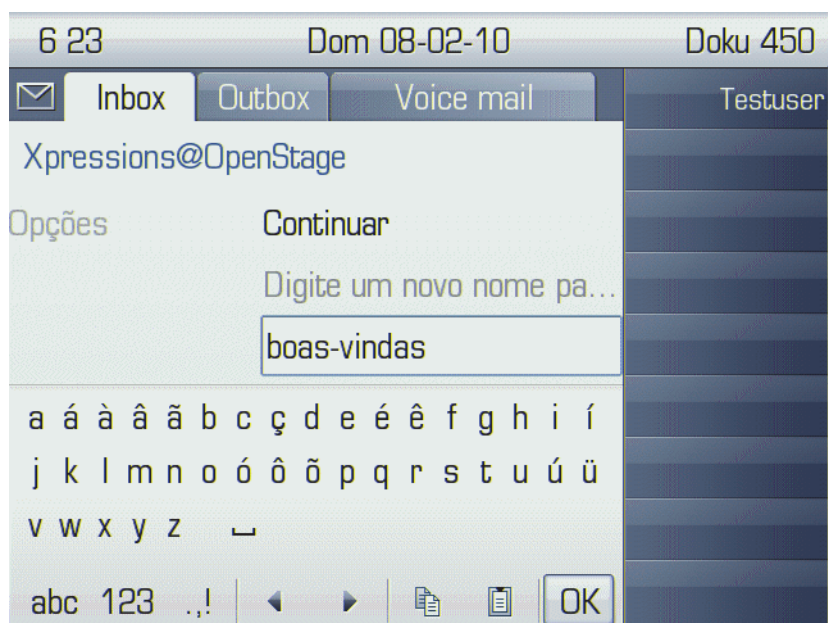 6 23 Dom 08-02-10 Doku 450
Inbox Outbox Voice mail Testuser
Xpressions@OpenStage
Opções Continuar
Digite um novo nome pa...
boas-vindas
a á à â ã b c ç d e é ê f g h i í
j k l m n o ó ô õ p q r s t u ú ü
v w x y z ⎵
abc 123 .,! OK